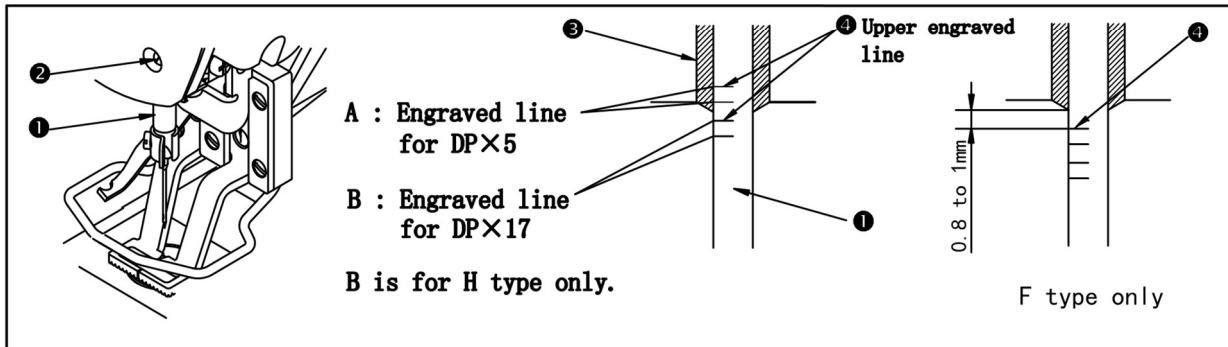 ❷
❶
A : Engraved line
for DP×5
B : Engraved line
for DP×17
B is for H type only.
❸
❹ Upper engraved
line
❶
❹
0.8 to 1mm
F type only